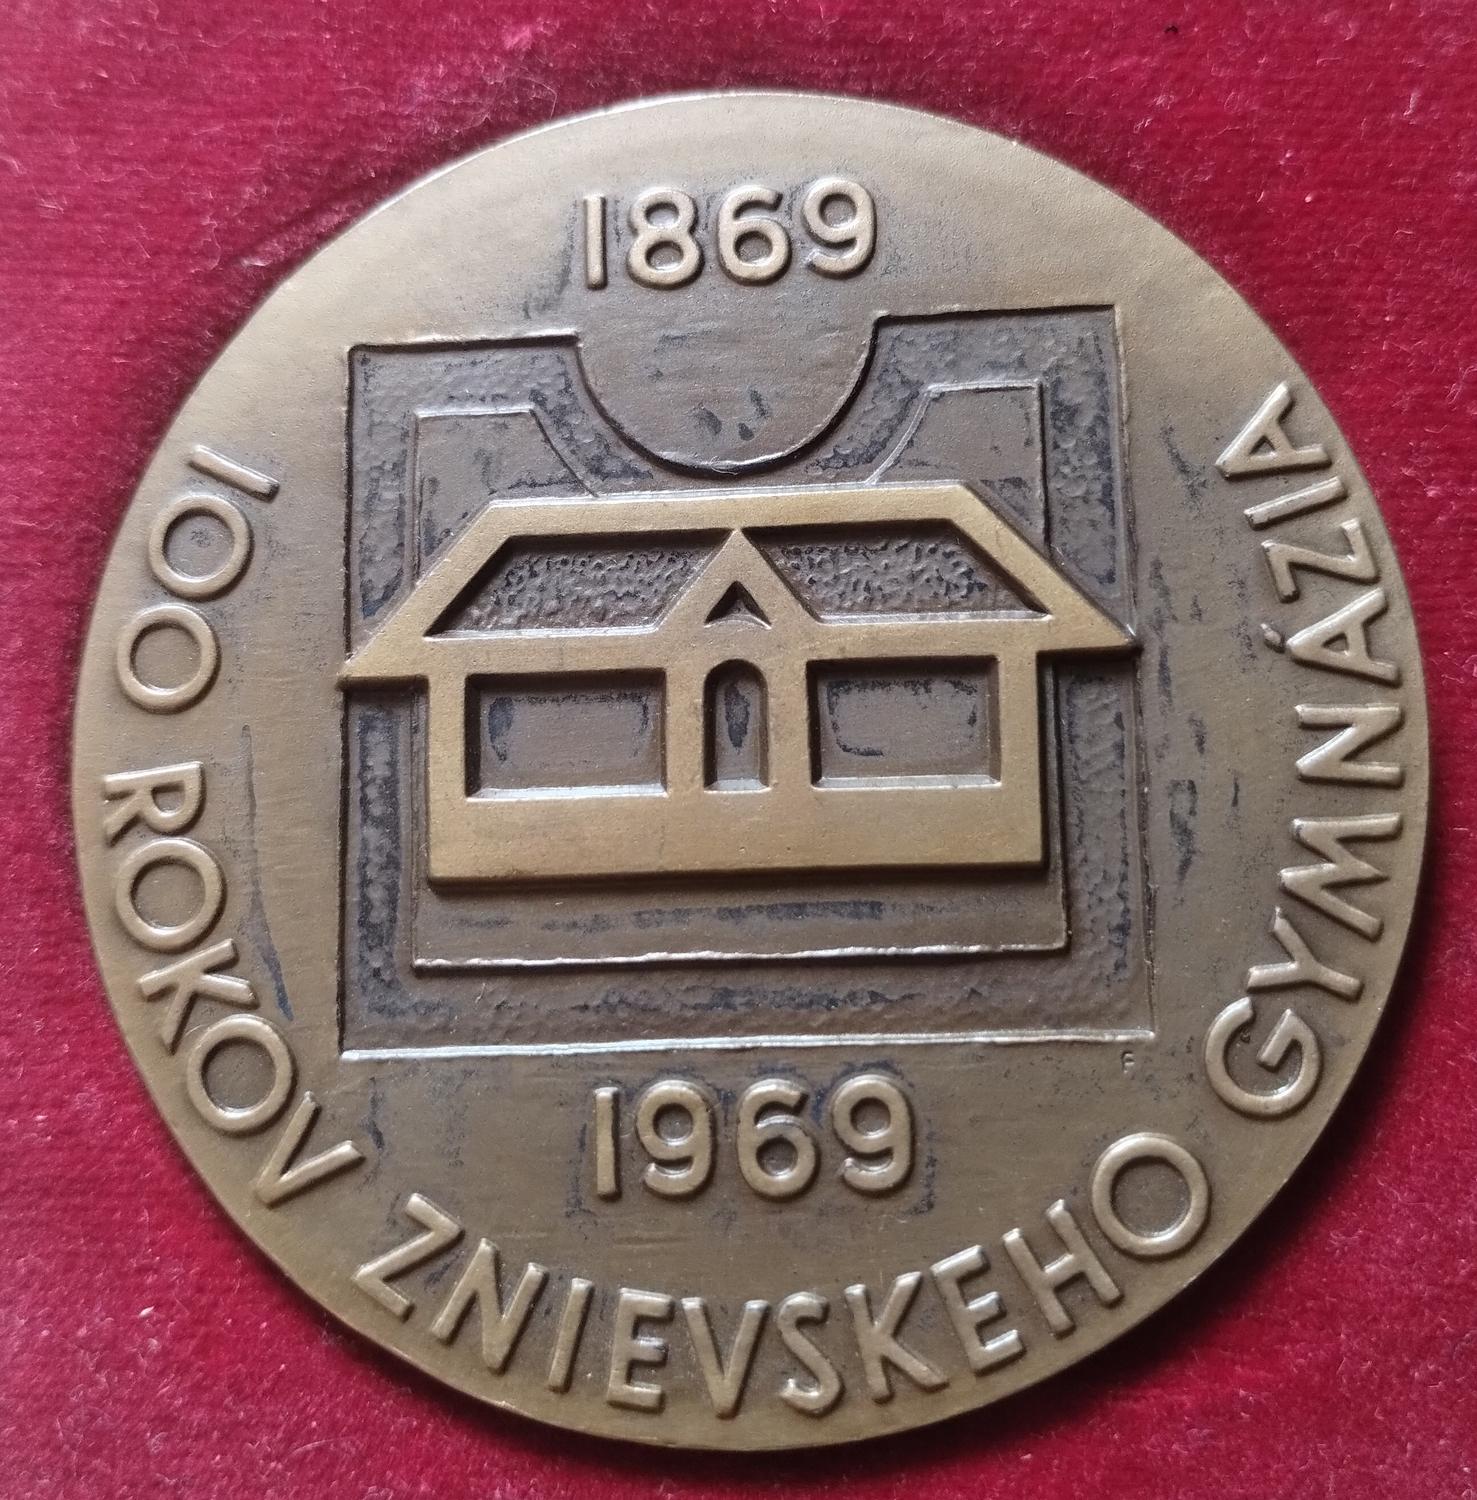 1869
1969
F
100 ROKOV ZNIEVSKEHO GYMNÁZIA